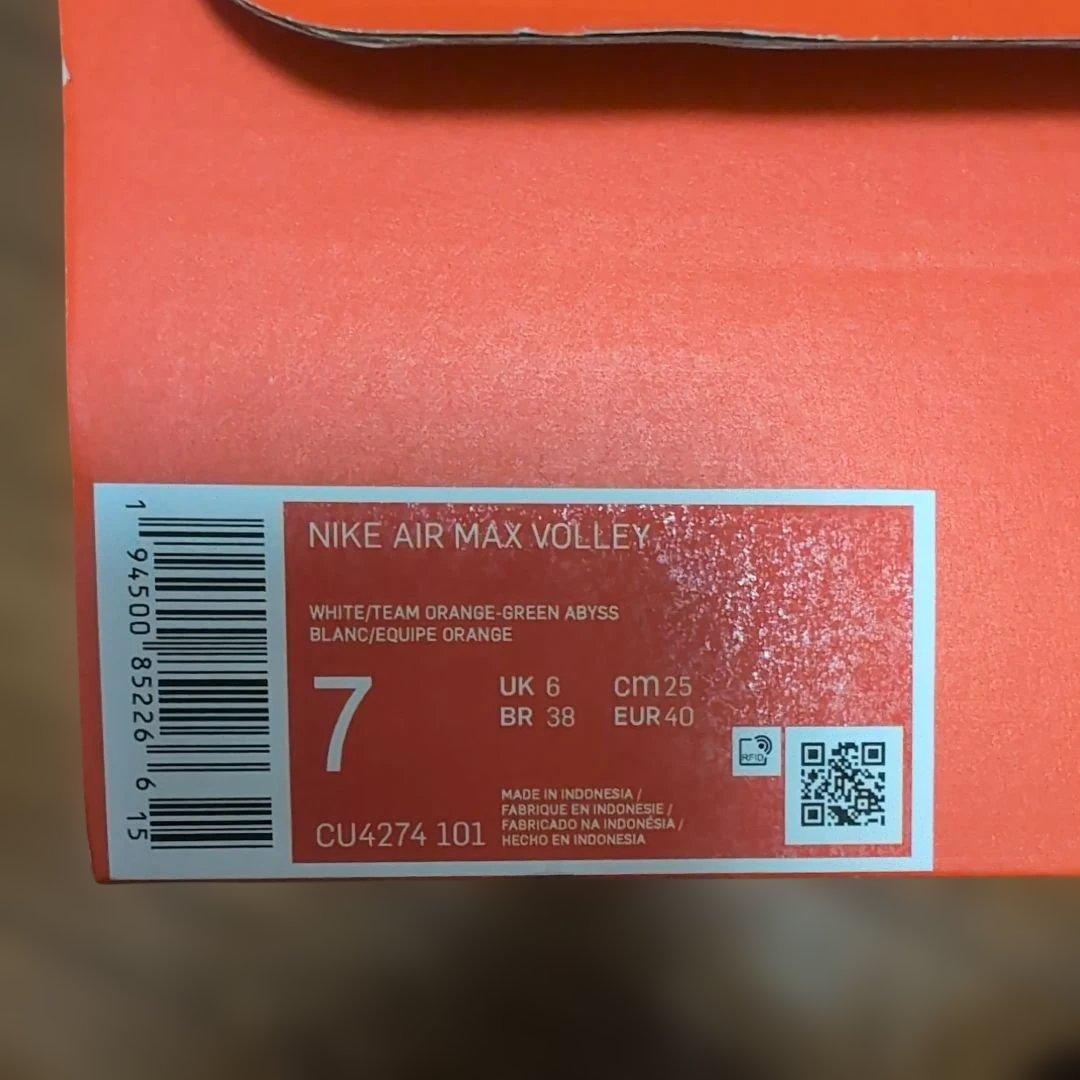 NIKE AIR MAX VOLLEY
WHITE/TEAM ORANGE-GREEN ABYSS
BLANC/EQUIPE ORANGE
7
UK 6 cm 25
BR 38 EUR 40
CU4274 101
MADE IN INDONESIA /
FABRIQUE EN INDONESIE /
FABRICADO NA INDONÉSIA /
HECHO EN INDONESIA
RFID
1 94500 85226 6 15